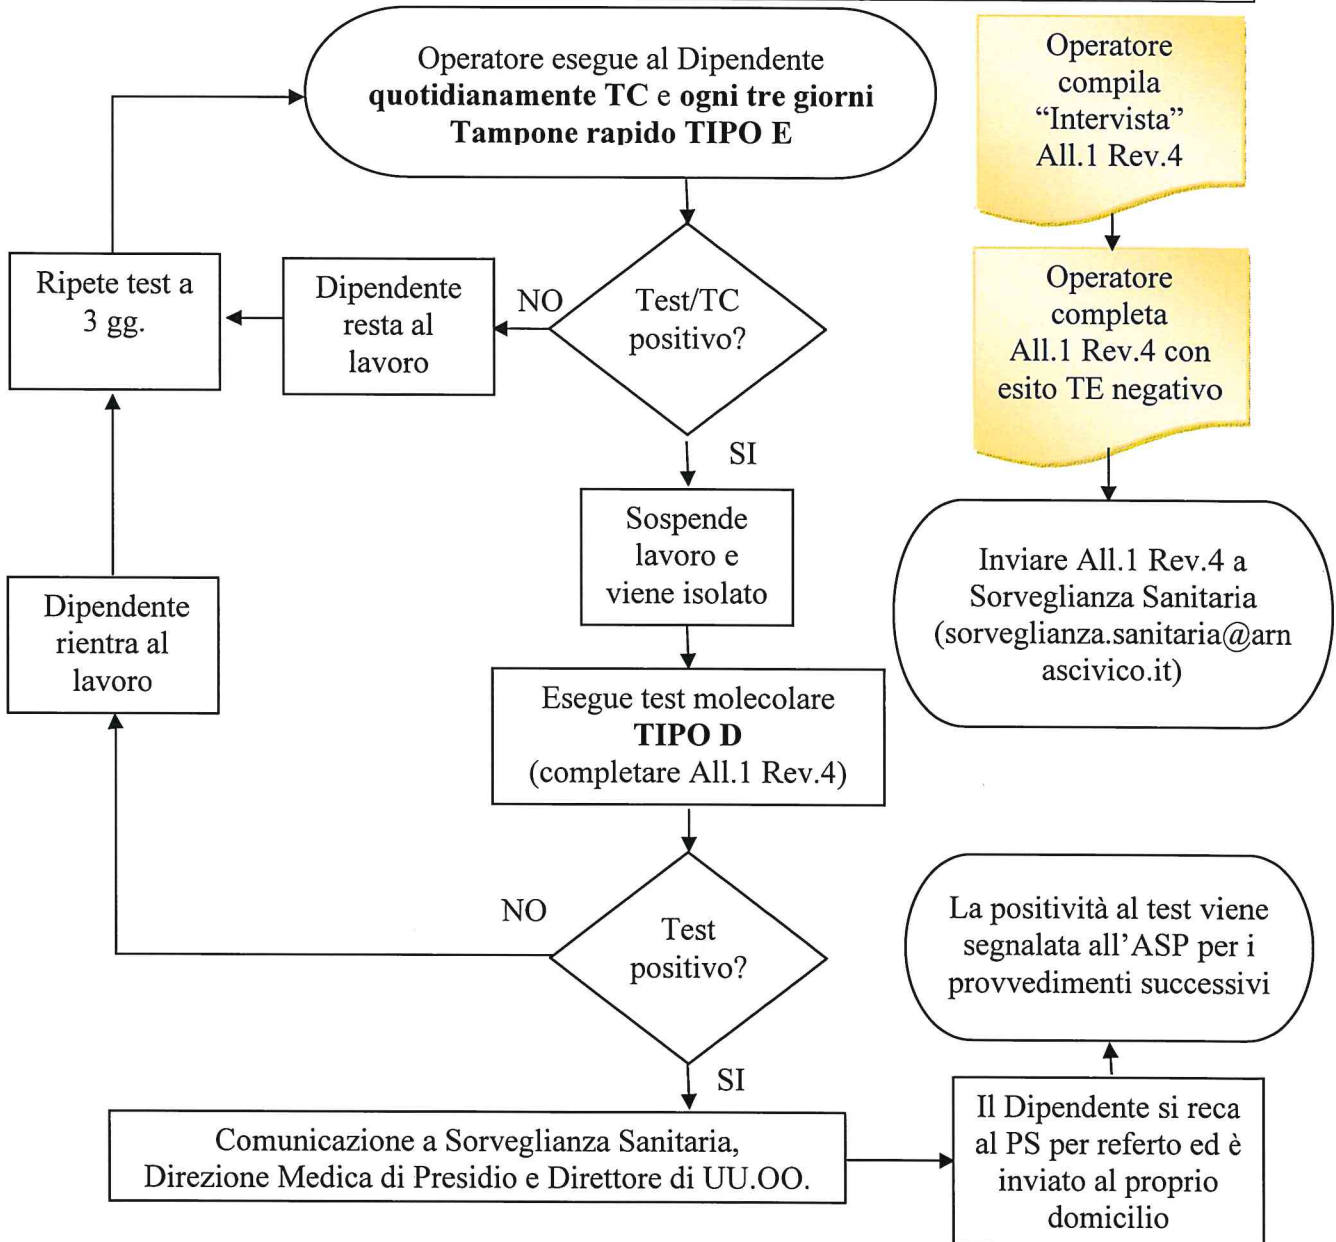 Operatore esegue al Dipendente
quotidianamente TC e ogni tre giorni
Tampone rapido TIPO E
Operatore
compila
“Intervista”
All.1 Rev.4
Ripete test a
3 gg.
Dipendente
resta al
lavoro
NO
Test/TC
positivo?
Operatore
completa
All.1 Rev.4 con
esito TE negativo
SI
Sospende
lavoro e
viene isolato
Inviare All.1 Rev.4 a
Sorveglianza Sanitaria
(sorveglianza.sanitaria@arn
ascivico.it)
Dipendente
rientra al
lavoro
Esegue test molecolare
TIPO D
(completare All.1 Rev.4)
NO
Test
positivo?
La positività al test viene
segnalata all’ASP per i
provvedimenti successivi
SI
Comunicazione a Sorveglianza Sanitaria,
Direzione Medica di Presidio e Direttore di UU.OO.
Il Dipendente si reca
al PS per referto ed è
inviato al proprio
domicilio